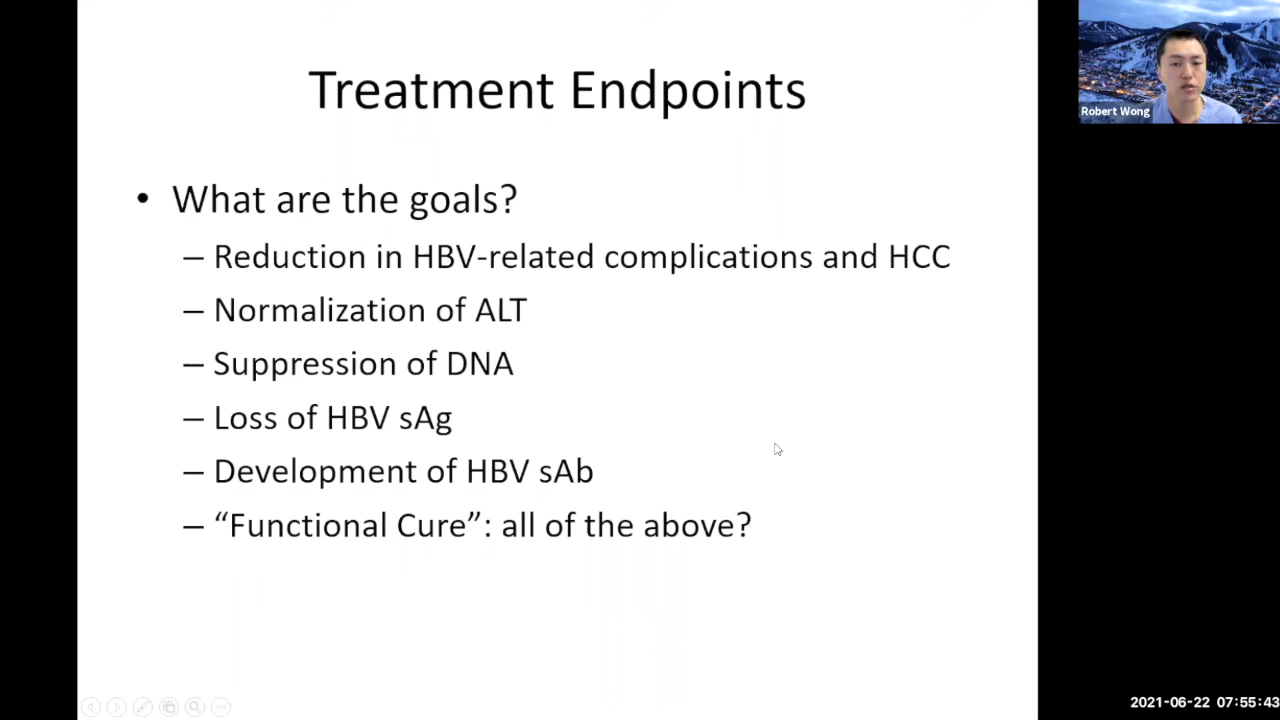 Treatment Endpoints
• What are the goals?
– Reduction in HBV-related complications and HCC
– Normalization of ALT
– Suppression of DNA
– Loss of HBV sAg
– Development of HBV sAb
– “Functional Cure”: all of the above?
Robert Wong
2021-06-22 07:55:43